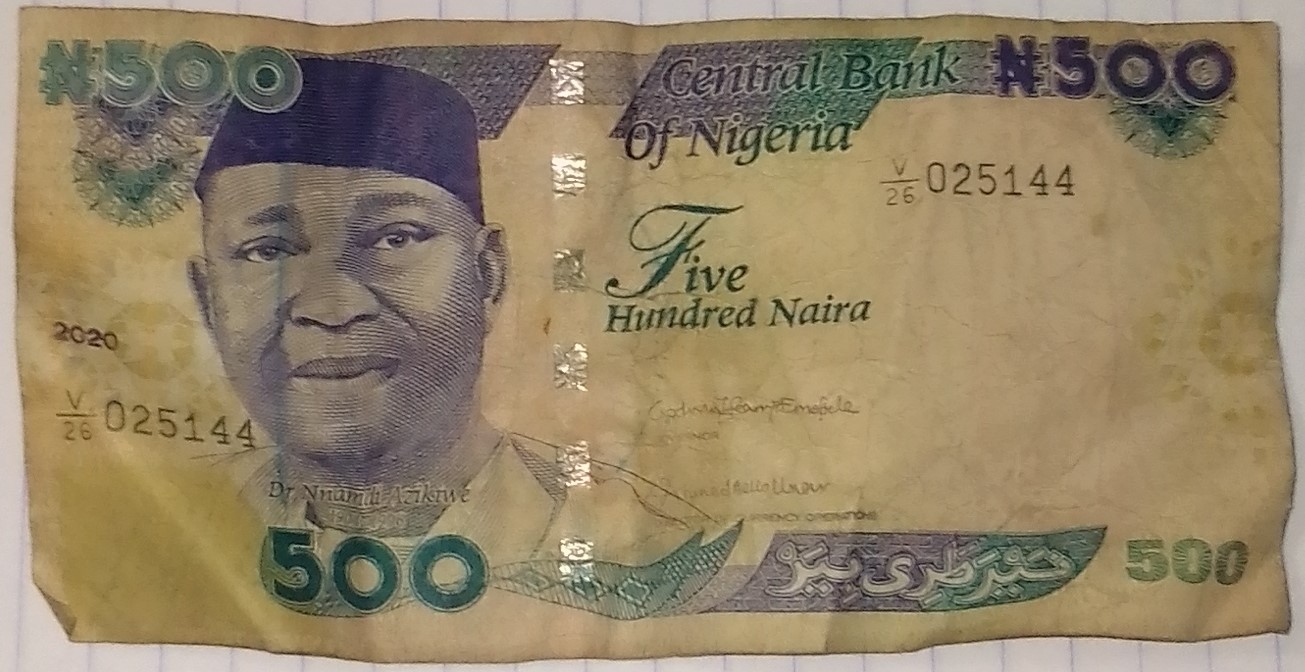 ₦500
Central Bank
Of Nigeria
₦500
V/26 025144
Five
Hundred Naira
2020
V/26 025144
Dr Nnamdi Azikiwe
500
نَيْرَ طَرِى بِيَرْ
500